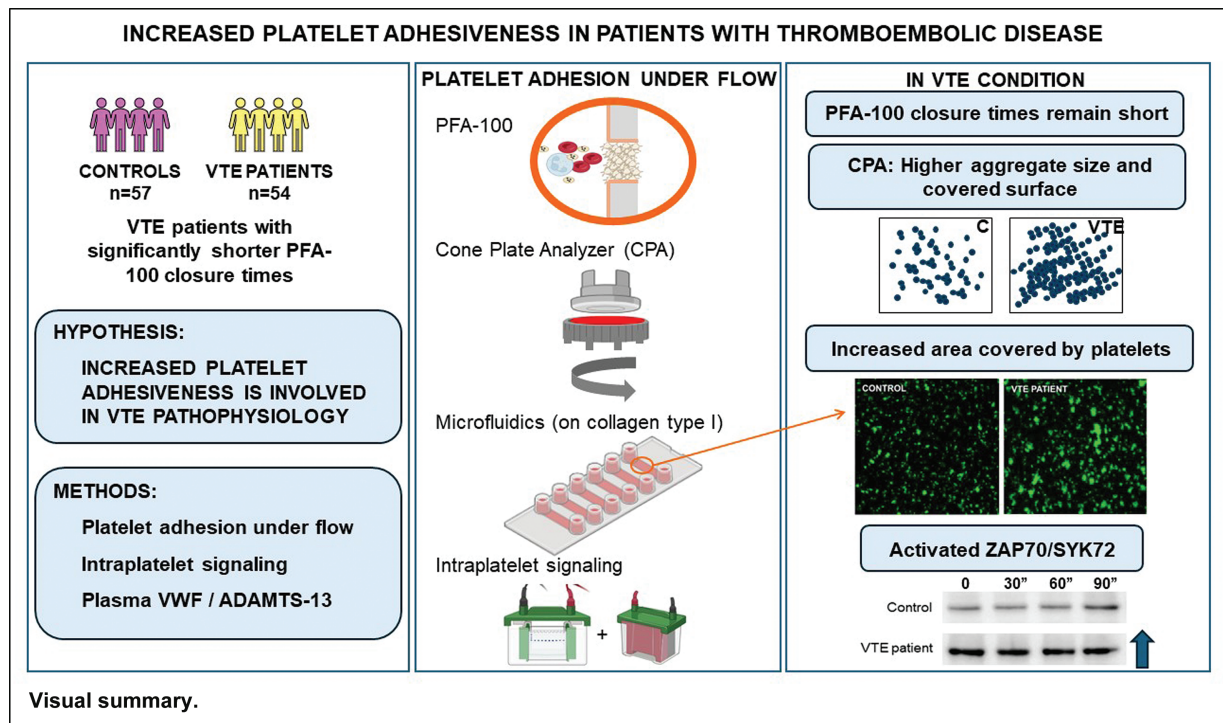 INCREASED PLATELET ADHESIVENESS IN PATIENTS WITH THROMBOEMBOLIC DISEASE
CONTROLS
n=57
VTE PATIENTS
n=54
VTE patients with
significantly shorter PFA-
100 closure times
HYPOTHESIS:
INCREASED PLATELET
ADHESIVENESS IS INVOLVED
IN VTE PATHOPHYSIOLOGY
METHODS:
Platelet adhesion under flow
Intraplatelet signaling
Plasma VWF / ADAMTS-13
PLATELET ADHESION UNDER FLOW
PFA-100
Cone Plate Analyzer (CPA)
Microfluidics (on collagen type I)
Intraplatelet signaling
+
IN VTE CONDITION
PFA-100 closure times remain short
CPA: Higher aggregate size and
covered surface
C
VTE
Increased area covered by platelets
CONTROL
VTE PATIENT
Activated ZAP70/SYK72
0 30” 60” 90”
Control
VTE patient
Visual summary.